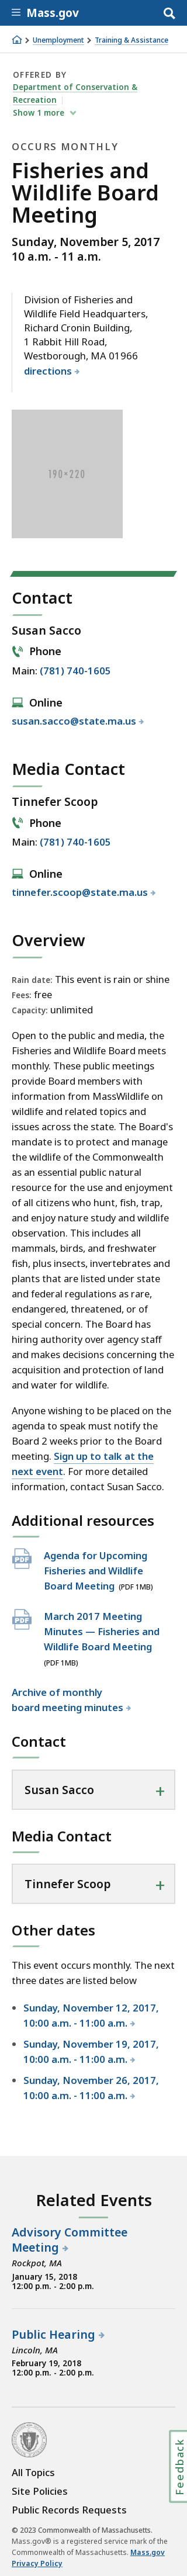 Mass.gov
Unemployment
Training & Assistance
OFFERED BY
Department of Conservation &
Recreation
Show 1 more
OCCURS MONTHLY
Fisheries and
Wildlife Board
Meeting
Sunday, November 5, 2017
10 a.m. - 11 a.m.
Division of Fisheries and
Wildlife Field Headquarters,
Richard Cronin Building,
1 Rabbit Hill Road,
Westborough, MA 01966
directions
190×220
Contact
Susan Sacco
Phone
Main: (781) 740-1605
Online
susan.sacco@state.ma.us
Media Contact
Tinnefer Scoop
Phone
Main: (781) 740-1605
Online
tinnefer.scoop@state.ma.us
Overview
Rain date: This event is rain or shine
Fees: free
Capacity: unlimited
Open to the public and media, the
Fisheries and Wildlife Board meets
monthly. These public meetings
provide regular updates and
information from MassWildlife on
wildlife and outdoor topics and
issues across the state. The Board's
mandate is to protect and manage
the wildlife of the Commonwealth
as an essential public natural
resource for the use and enjoyment
of all citizens who hunt, fish, trap,
and enjoy nature study and wildlife
observation. This includes all
mammals, birds, and freshwater
fish, plus insects, invertebrates and
plants that are listed under state
and federal regulations as rare,
endangered, threatened, or of
special concern. The Board has
hiring authority over agency staff
and makes decisions concerning the
acquisition and protection of land
and water for wildlife.
Anyone wishing to be placed on the
agenda must notify the Board at
least 2 weeks prior to the Board
meeting. Sign up to talk at the
next event. For more detailed
information, contact Susan Sacco.
Additional resources
PDF
Agenda for Upcoming
Fisheries and Wildlife
Board Meeting (PDF 1MB)
PDF
March 2017 Meeting
Minutes — Fisheries and
Wildlife Board Meeting
(PDF 1MB)
Archive of monthly
board meeting minutes
Contact
Susan Sacco
Media Contact
Tinnefer Scoop
Other dates
This event occurs monthly. The next
three dates are listed below
Sunday, November 12, 2017,
10:00 a.m. - 11:00 a.m.
Sunday, November 19, 2017,
10:00 a.m. - 11:00 a.m.
Sunday, November 26, 2017,
10:00 a.m. - 11:00 a.m.
Related Events
Advisory Committee
Meeting
Rockpot, MA
January 15, 2018
12:00 p.m. - 2:00 p.m.
Public Hearing
Lincoln, MA
February 19, 2018
12:00 p.m. - 2:00 p.m.
Feedback
All Topics
Site Policies
Public Records Requests
© 2023 Commonwealth of Massachusetts.
Mass.gov® is a registered service mark of the
Commonwealth of Massachusetts. Mass.gov
Privacy Policy